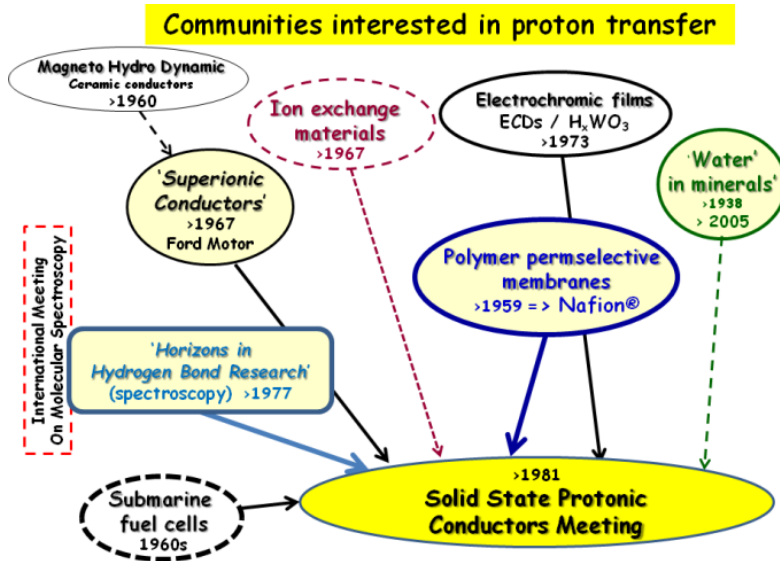 Communities interested in proton transfer
Magneto Hydro Dynamic
Ceramic conductors
>1960
Ion exchange
materials
>1967
Electrochromic films
ECDs / HₓWO₃
>1973
'Water'
in minerals'
>1938
> 2005
'Superionic
Conductors'
>1967
Ford Motor
Polymer permselective
membranes
>1959 = > Nafion®
International Meeting
On Molecular Spectroscopy
'Horizons in
Hydrogen Bond Research'
(spectroscopy) >1977
>1981
Solid State Protonic
Conductors Meeting
Submarine
fuel cells
1960s